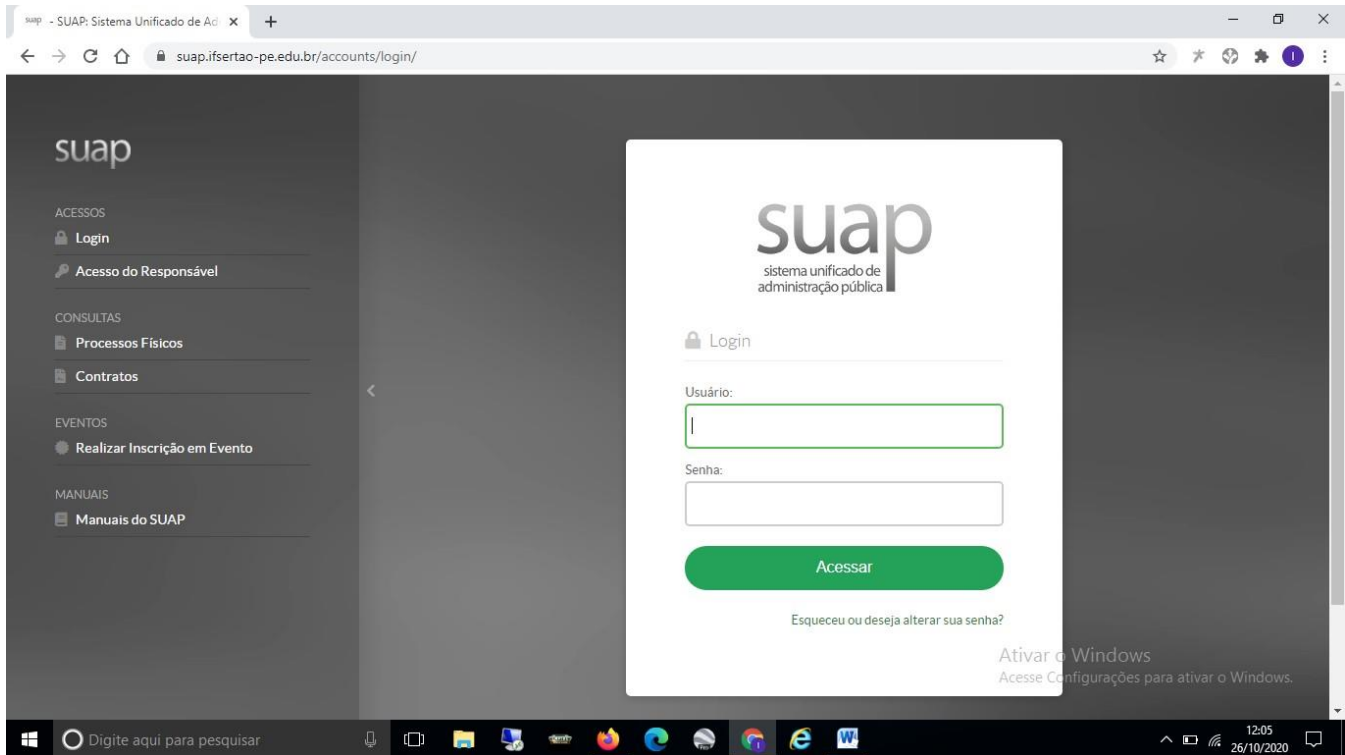 suap - SUAP: Sistema Unificado de Ad
suap.ifsertao-pe.edu.br/accounts/login/
I
suap
ACESSOS
Login
Acesso do Responsável
CONSULTAS
Processos Físicos
Contratos
EVENTOS
Realizar Inscrição em Evento
MANUAIS
Manuais do SUAP
suap
sistema unificado de
administração pública
Login
Usuário:
Senha:
Acessar
Esqueceu ou deseja alterar sua senha?
Ativar o Windows
Acesse Configurações para ativar o Windows.
Digite aqui para pesquisar
12:05
26/10/2020